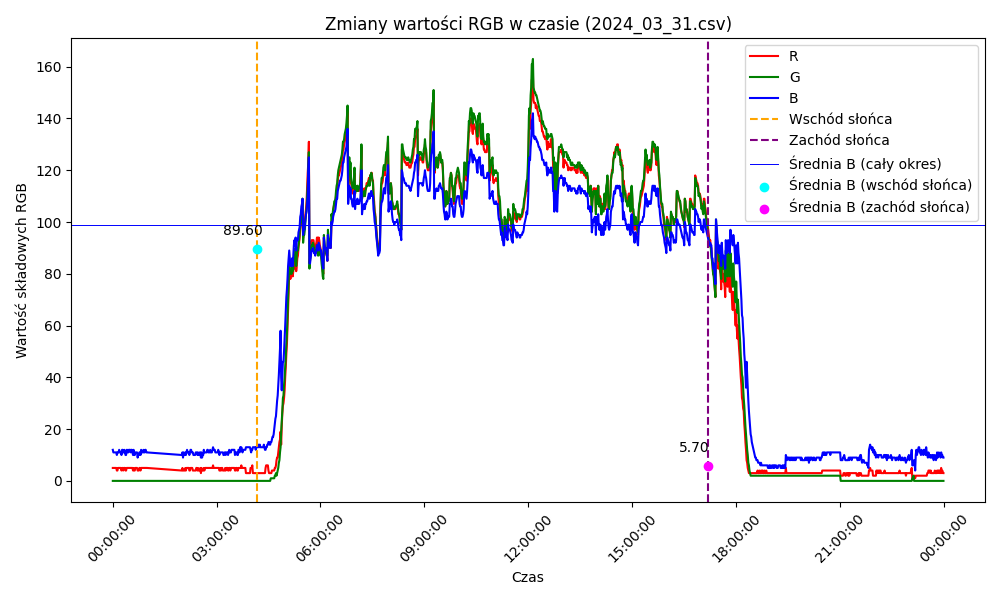 Zmiany wartości RGB w czasie (2024_03_31.csv)
Wartość składowych RGB
160
140
120
100
80
60
40
20
0
R
G
B
Wschód słońca
Zachód słońca
Średnia B (cały okres)
Średnia B (wschód słońca)
Średnia B (zachód słońca)
89.60
5.70
00:00:00
03:00:00
06:00:00
09:00:00
12:00:00
15:00:00
18:00:00
21:00:00
00:00:00
Czas